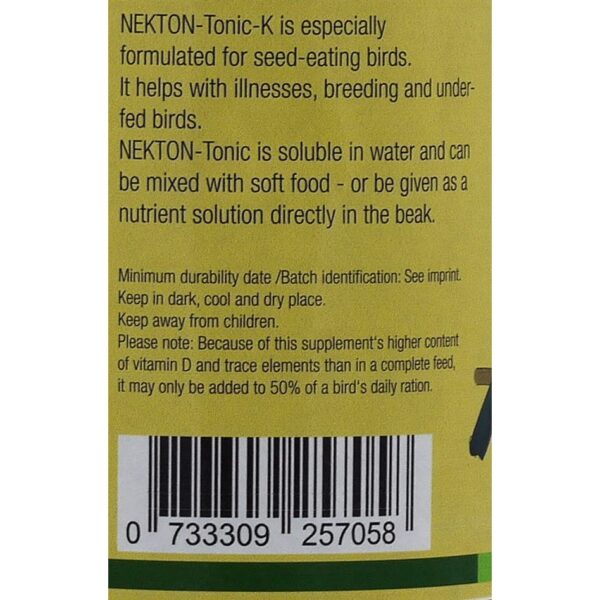 NEKTON-Tonic-K is especially
formulated for seed-eating birds.
It helps with illnesses, breeding and under-
fed birds.
NEKTON-Tonic is soluble in water and can
be mixed with soft food - or be given as a
nutrient solution directly in the beak.
Minimum durability date /Batch identification: See imprint.
Keep in dark, cool and dry place.
Keep away from children.
Please note: Because of this supplement's higher content
of vitamin D and trace elements than in a complete feed,
it may only be added to 50% of a bird's daily ration.
0 733309 257058